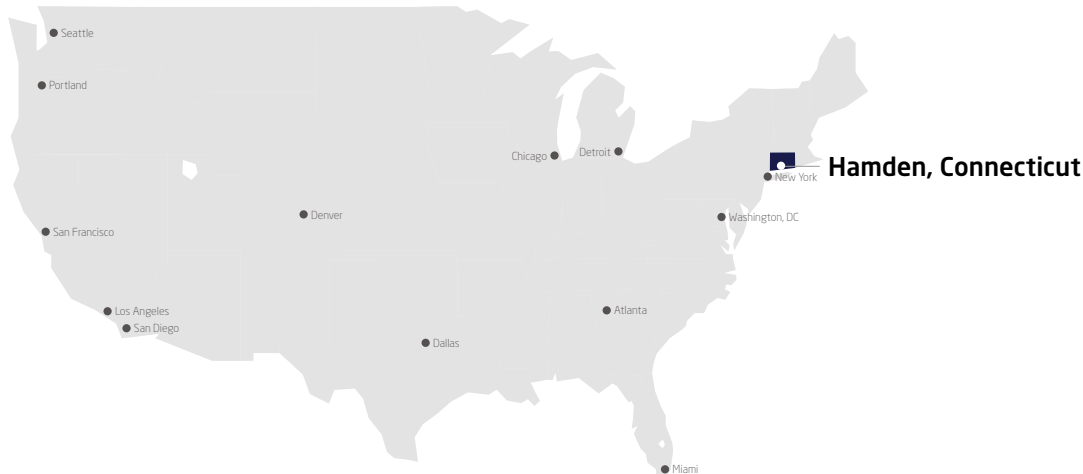 Seattle
Portland
Chicago
Detroit
Hamden, Connecticut
New York
Denver
Washington, DC
San Francisco
Los Angeles
Atlanta
San Diego
Dallas
Miami